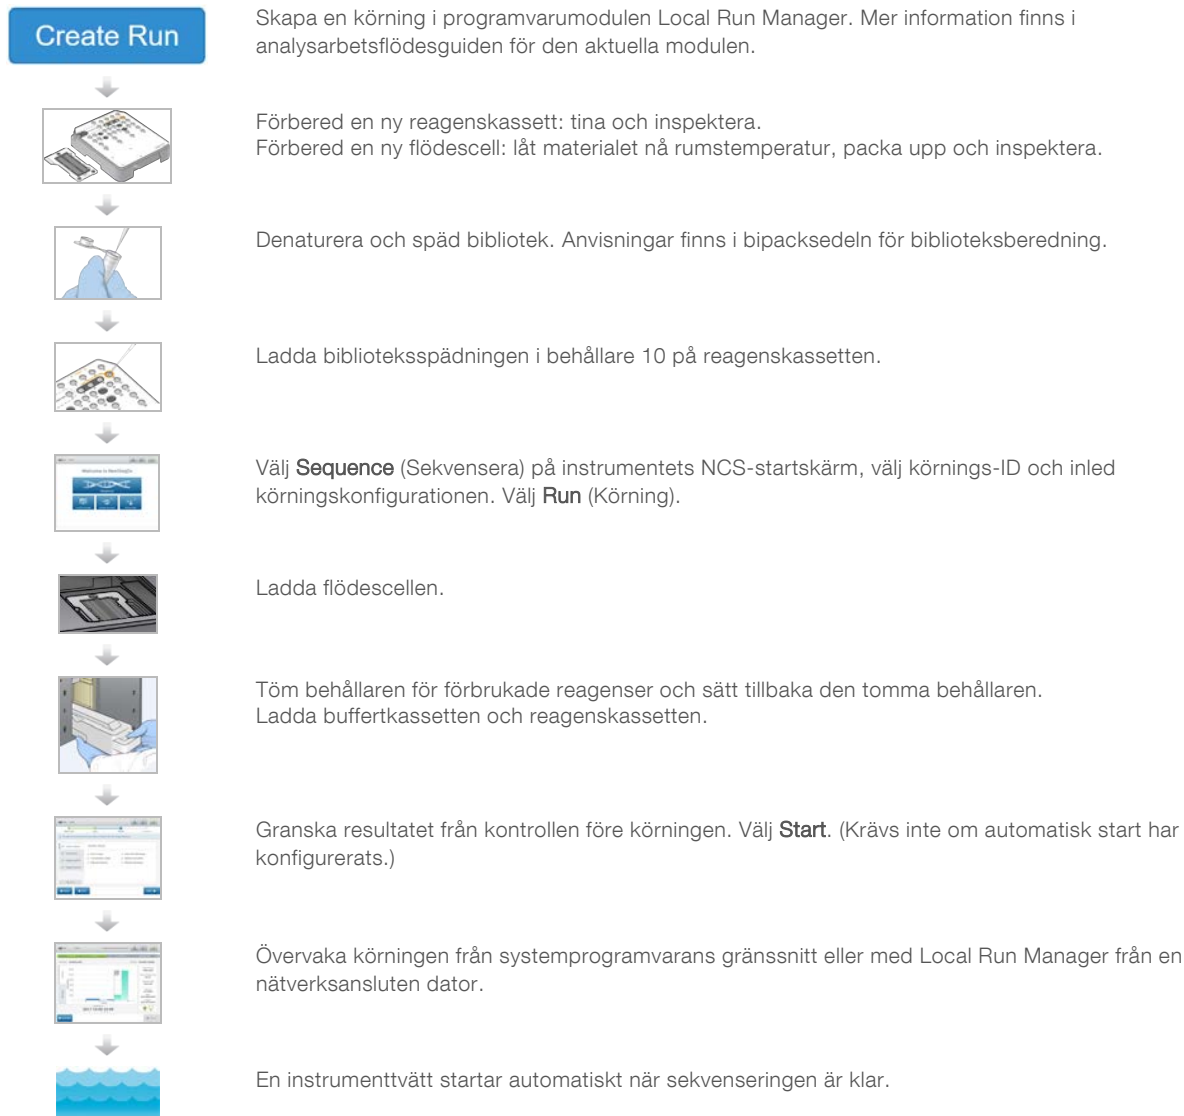 Create Run
Skapa en körning i programvarumodulen Local Run Manager. Mer information finns i
analysarbetsflödesguiden för den aktuella modulen.
Förbered en ny reagenskassett: tina och inspektera.
Förbered en ny flödescell: låt materialet nå rumstemperatur, packa upp och inspektera.
Denaturera och späd bibliotek. Anvisningar finns i bipacksedeln för biblioteksberedning.
Ladda biblioteksspädningen i behållare 10 på reagenskassetten.
Välj Sequence (Sekvensera) på instrumentets NCS-startskärm, välj körnings-ID och inled
körningskonfigurationen. Välj Run (Körning).
Ladda flödescellen.
Töm behållaren för förbrukade reagenser och sätt tillbaka den tomma behållaren.
Ladda buffertkassetten och reagenskassetten.
Granska resultatet från kontrollen före körningen. Välj Start. (Krävs inte om automatisk start har
konfigurerats.)
Övervaka körningen från systemprogramvarans gränssnitt eller med Local Run Manager från en
nätverksansluten dator.
En instrumenttvätt startar automatiskt när sekvenseringen är klar.